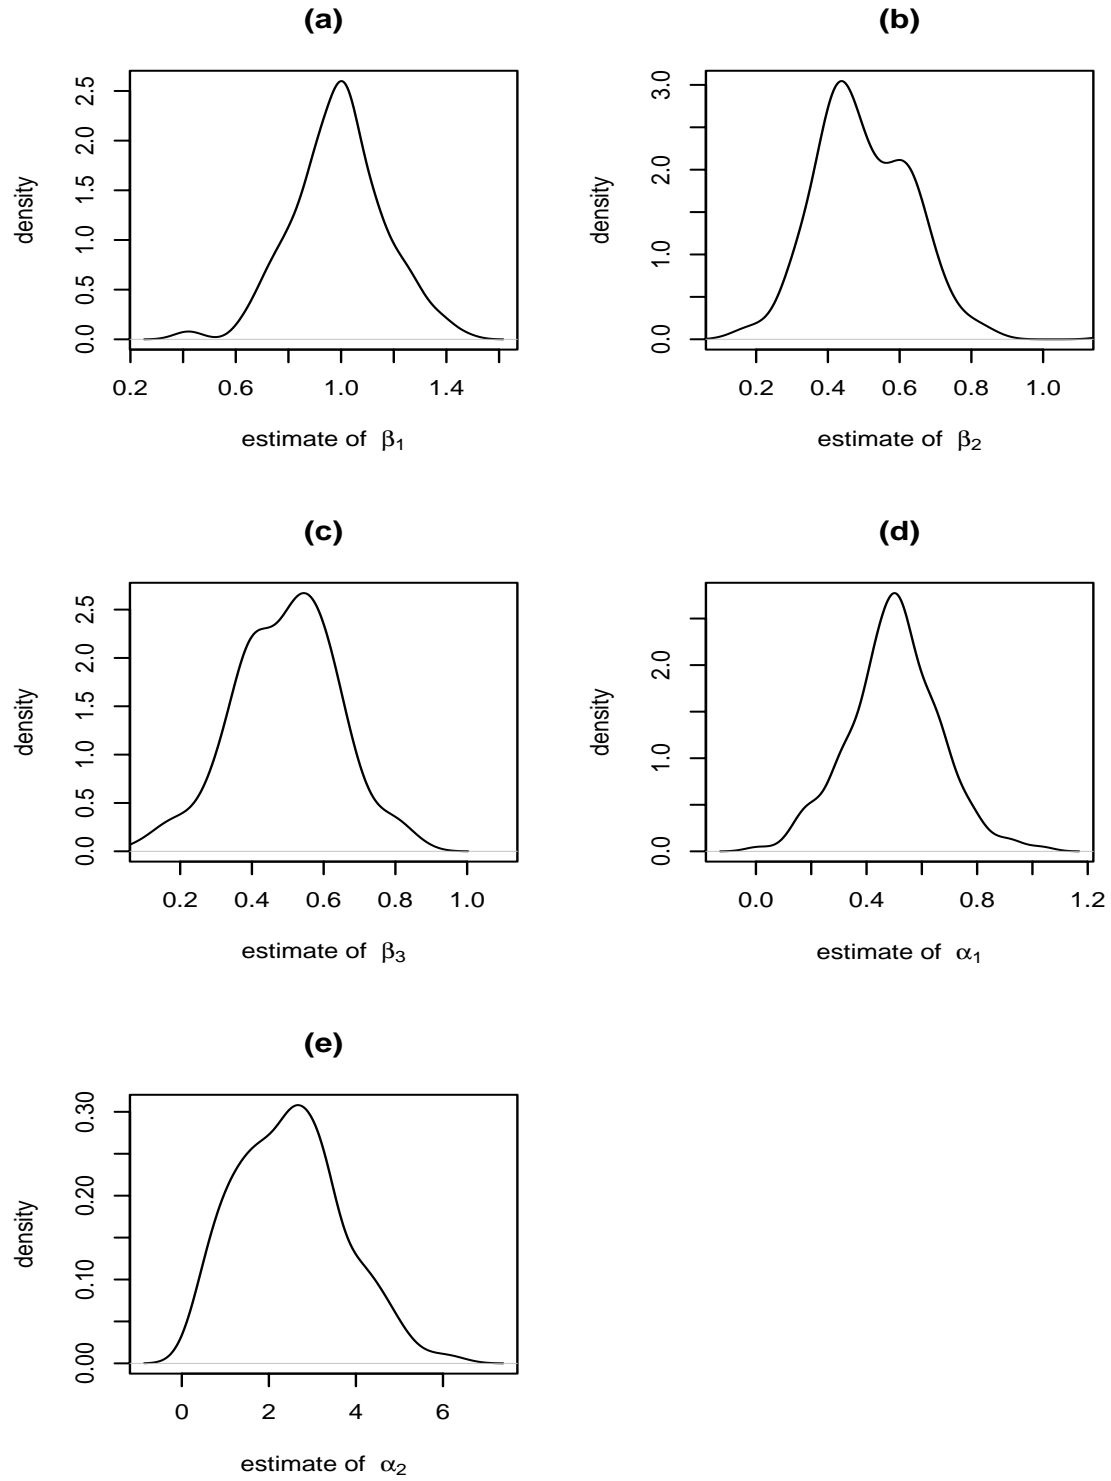 (a)
density
0.0 0.5 1.0 1.5 2.0 2.5
0.2 0.6 1.0 1.4
estimate of β1
(b)
density
0.0 1.0 2.0 3.0
0.2 0.4 0.6 0.8 1.0
estimate of β2
(c)
density
0.0 0.5 1.0 1.5 2.0 2.5
0.2 0.4 0.6 0.8 1.0
estimate of β3
(d)
density
0.0 1.0 2.0
0.0 0.4 0.8 1.2
estimate of α1
(e)
density
0.00 0.10 0.20 0.30
0 2 4 6
estimate of α2